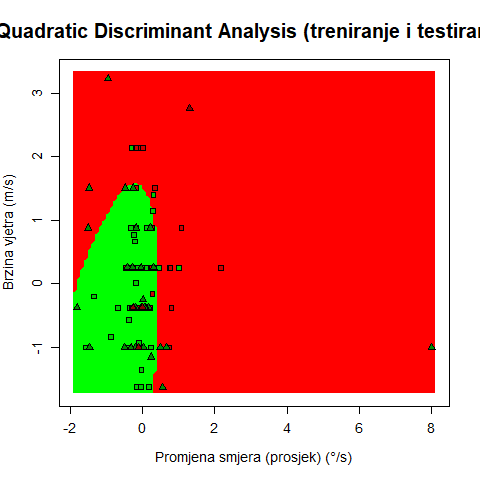 Quadratic Discriminant Analysis (treniranje i testiran
Brzina vjetra (m/s)
3
2
1
0
-1
-2 0 2 4 6 8
Promjena smjera (prosjek) (°/s)